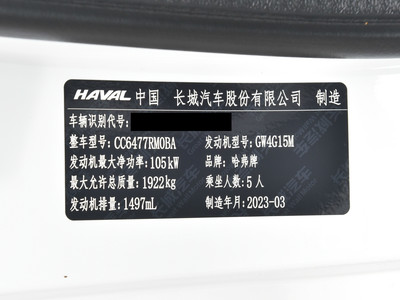 HAVAL 中国 长城汽车股份有限公司 制造
车辆识别代号:
整车型号:CC6477RM0BA 发动机型号:GW4G15M
发动机最大净功率:105kW 品牌:哈弗牌
最大允许总质量:1922kg 乘坐人数:5人
发动机排量:1497mL 制造年月:2023-03